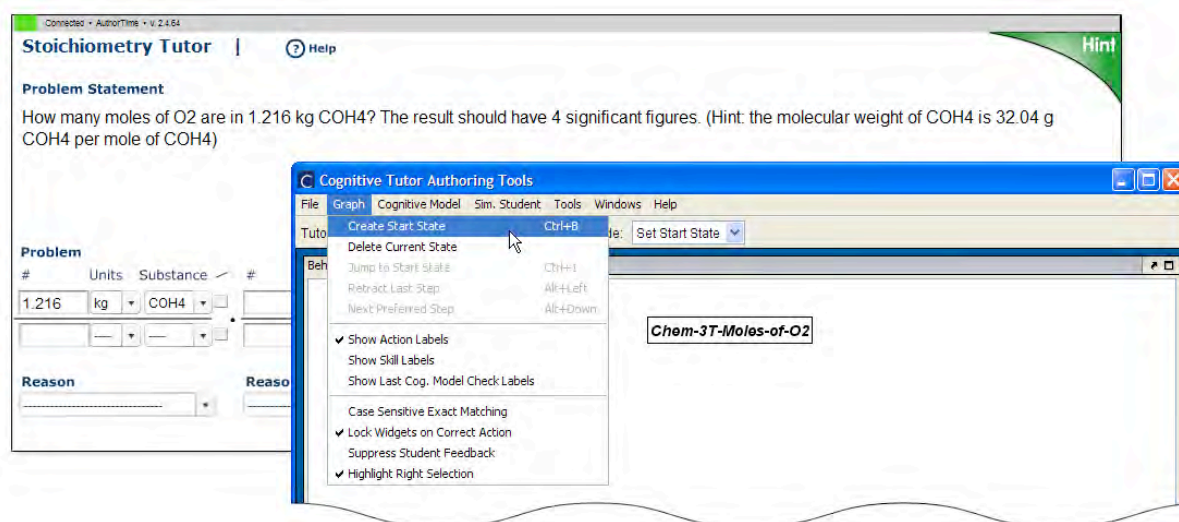 Connected • AuthorTime • v. 2.4.64
Stoichiometry Tutor | ? Help
Hint
Problem Statement
How many moles of O2 are in 1.216 kg COH4? The result should have 4 significant figures. (Hint: the molecular weight of COH4 is 32.04 g
COH4 per mole of COH4)
Problem
# Units Substance #
1.216 kg COH4
Reason Reaso
Cognitive Tutor Authoring Tools
File Graph Cognitive Model Sim. Student Tools Windows Help
Tuto de: Set Start State
Beh
Create Start State Ctrl+B
Delete Current State
Jump to Start State Ctrl+1
Retract Last Step Alt+Left
Next Preferred Step Alt+Down
Show Action Labels
Show Skill Labels
Show Last Cog. Model Check Labels
Case Sensitive Exact Matching
Lock Widgets on Correct Action
Suppress Student Feedback
Highlight Right Selection
Chem-3T-Moles-of-O2